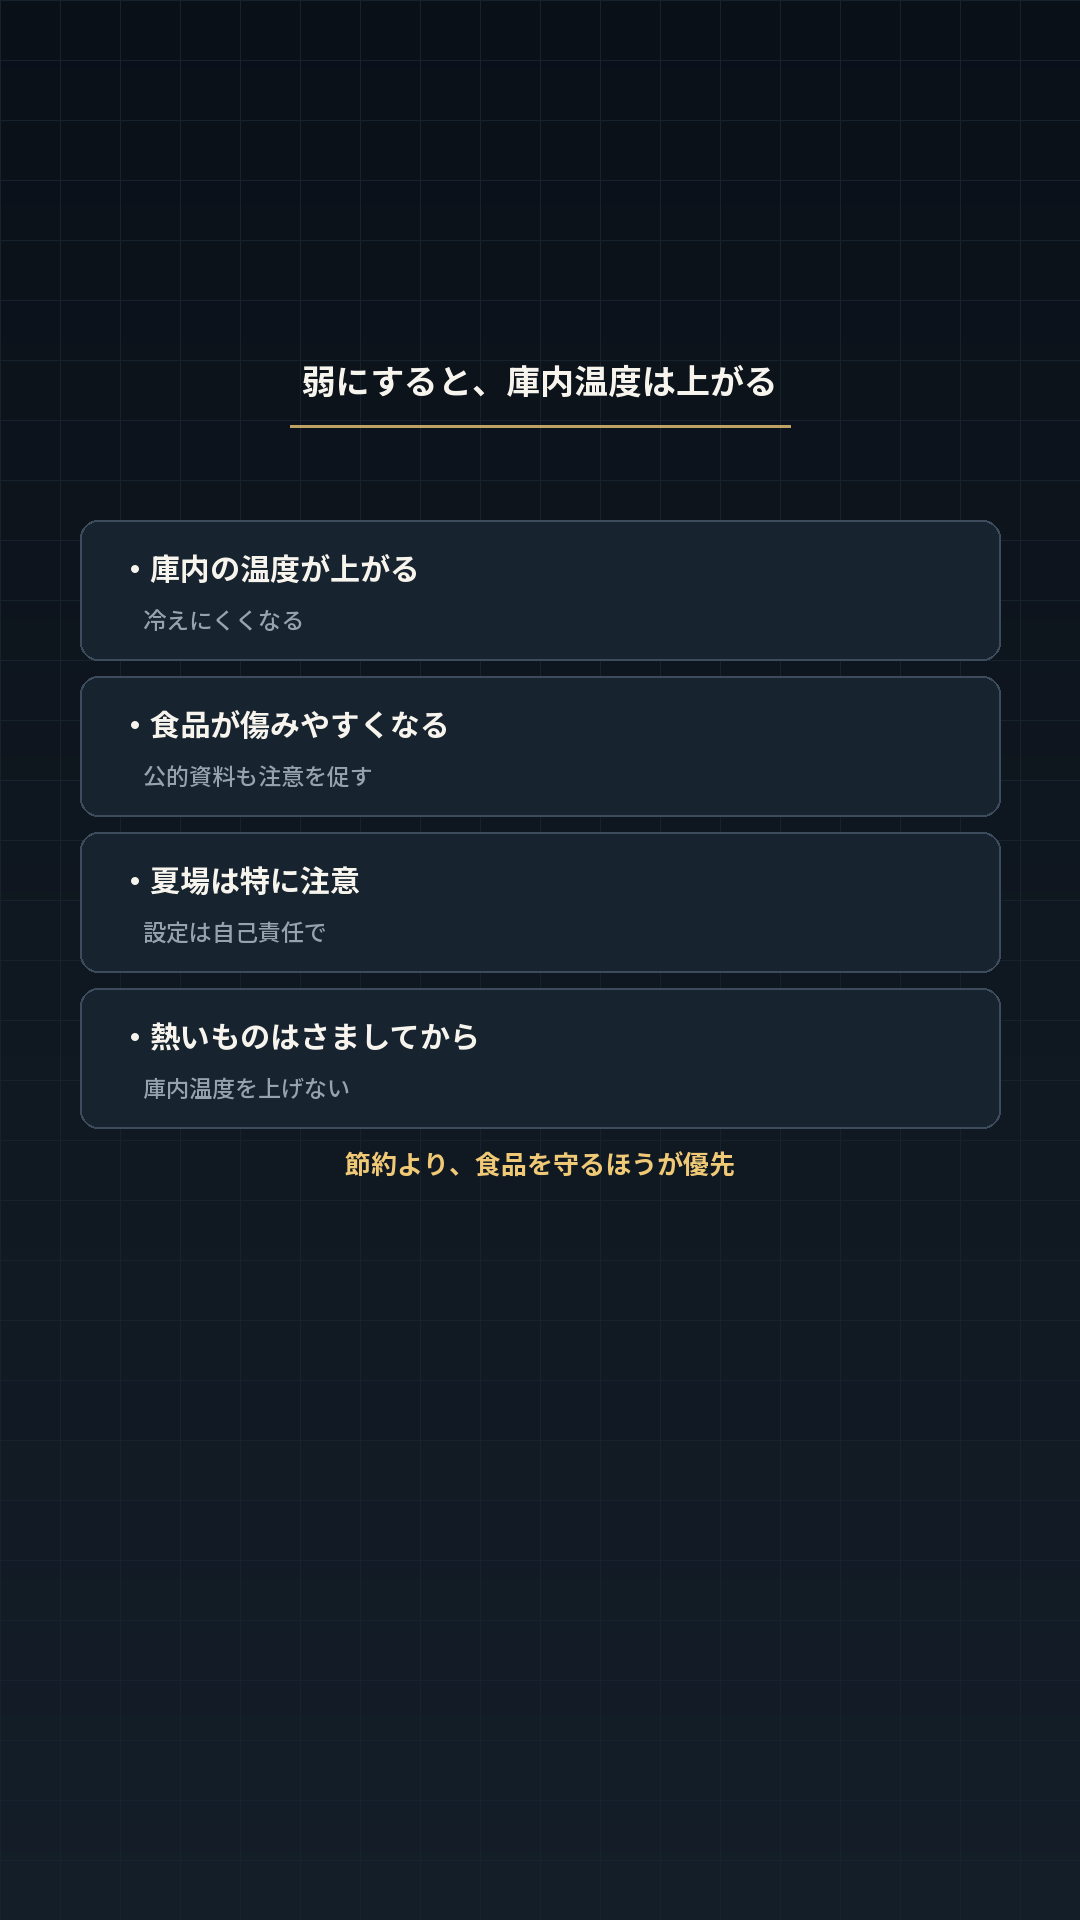 弱にすると、庫内温度は上がる
・庫内の温度が上がる
冷えにくくなる
・食品が傷みやすくなる
公的資料も注意を促す
・夏場は特に注意
設定は自己責任で
・熱いものはさましてから
庫内温度を上げない
節約より、食品を守るほうが優先